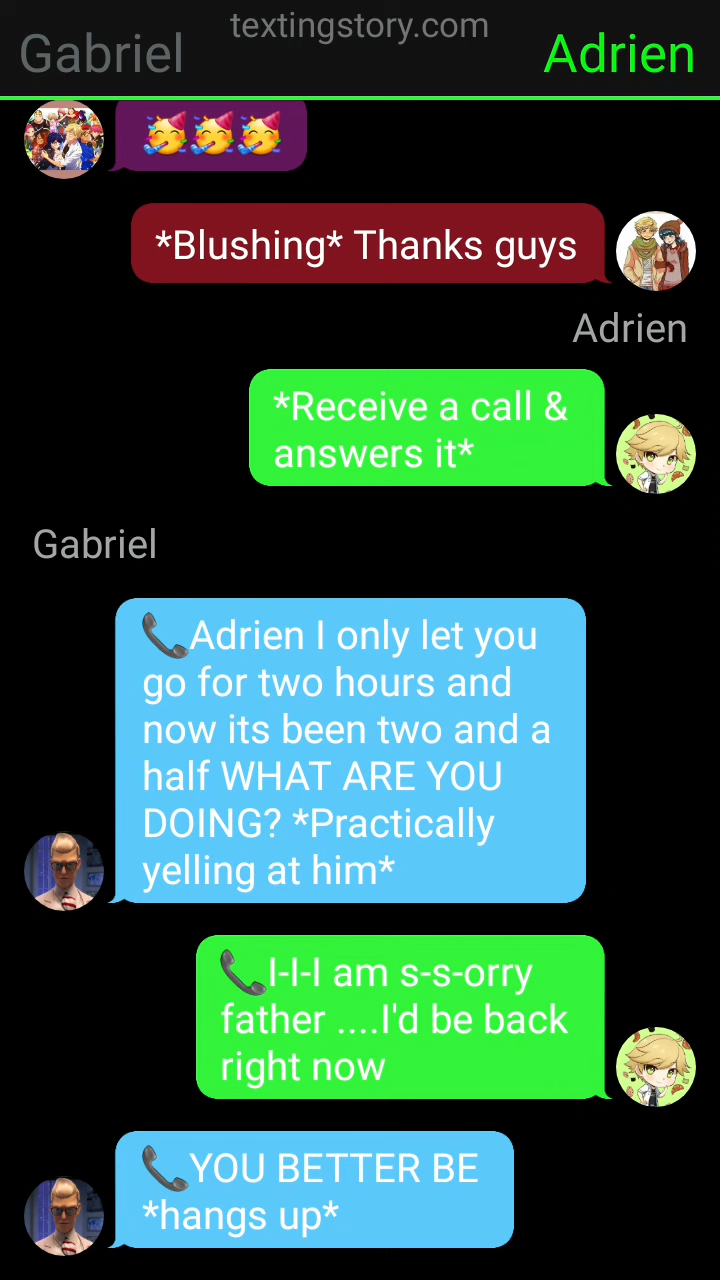 textingstory.com
Gabriel
Adrien
🥳🥳🥳
*Blushing* Thanks guys
Adrien
*Receive a call &
answers it*
Gabriel
📞Adrien I only let you
go for two hours and
now its been two and a
half WHAT ARE YOU
DOING? *Practically
yelling at him*
📞I-I-I am s-s-orry
father ....I'd be back
right now
📞YOU BETTER BE
*hangs up*